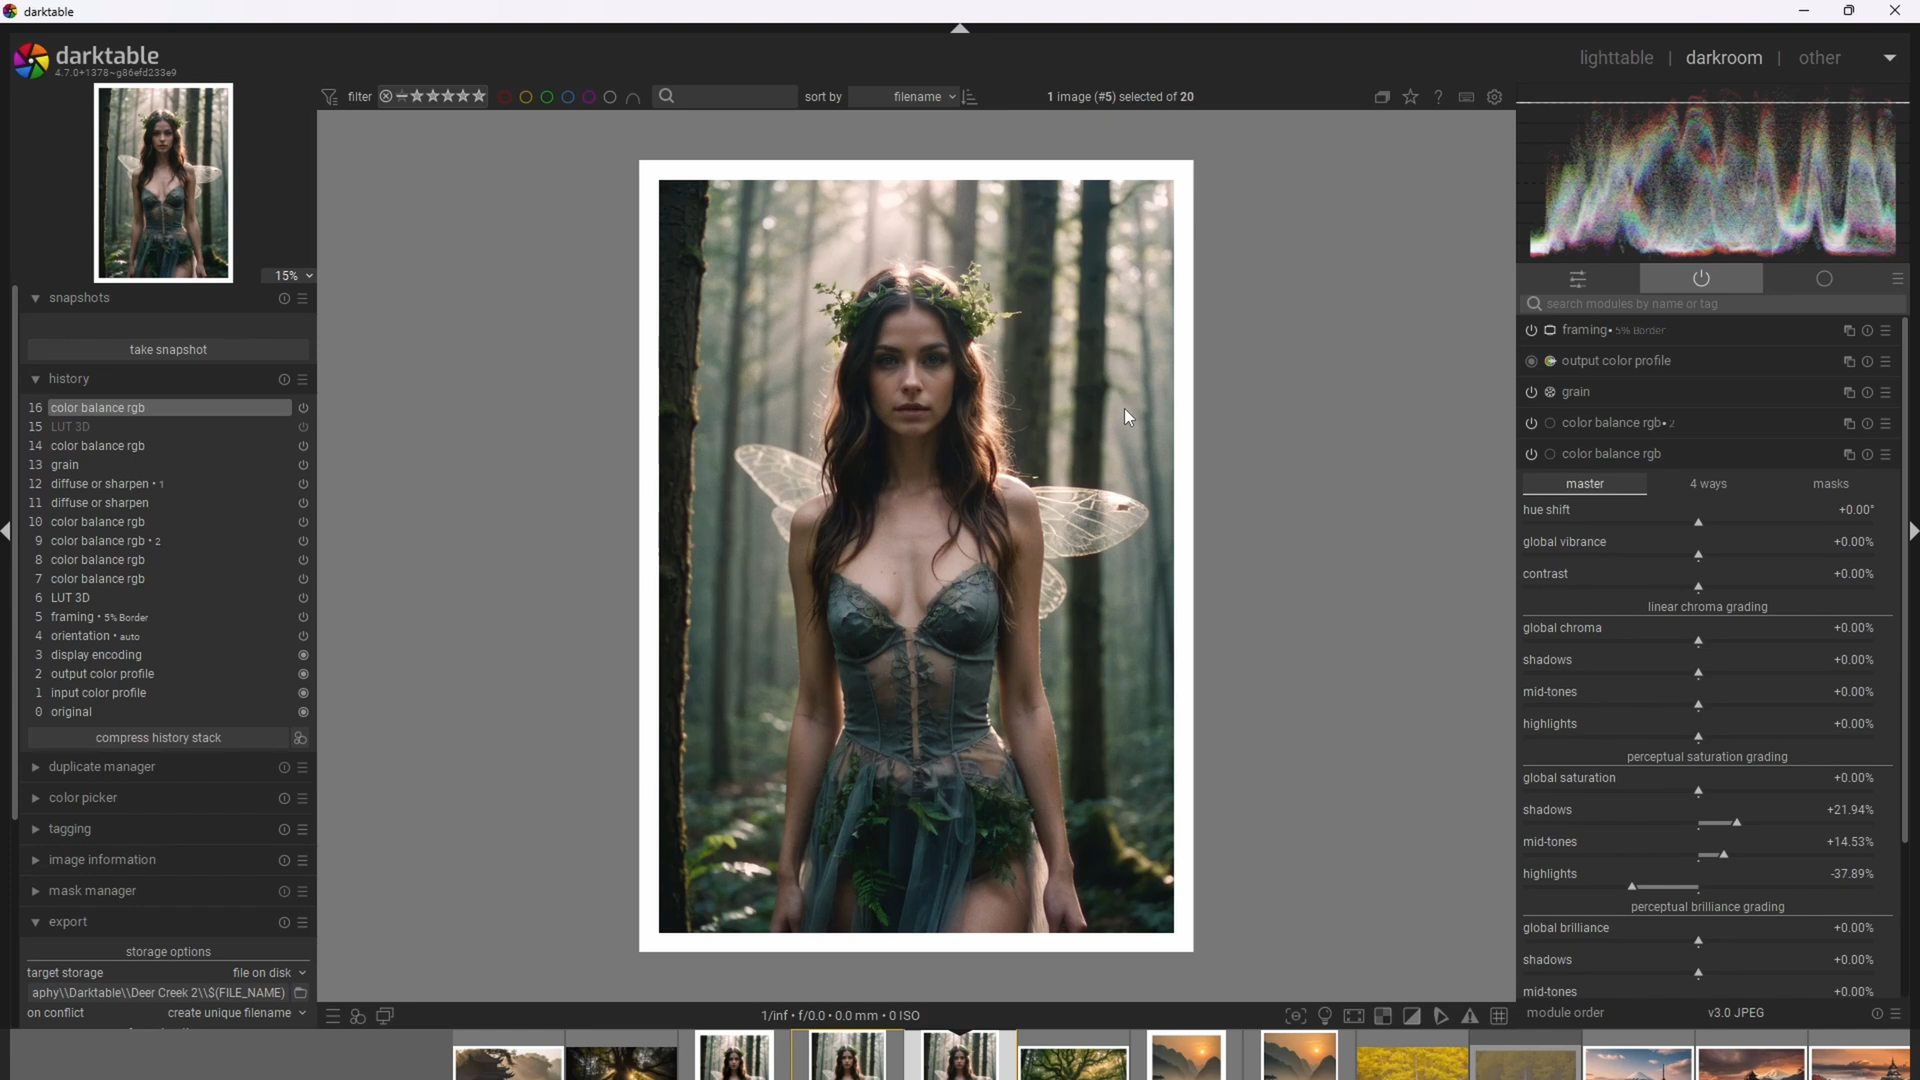 darktable
darktable
4.7.0+1378~g86efd233e9
lighttable | darkroom | other
filter
sort by filename
1 image (#5) selected of 20
15%
snapshots
take snapshot
history
16 color balance rgb
15 LUT 3D
14 color balance rgb
13 grain
12 diffuse or sharpen • 1
11 diffuse or sharpen
10 color balance rgb
9 color balance rgb • 2
8 color balance rgb
7 color balance rgb
6 LUT 3D
5 framing • 5% Border
4 orientation • auto
3 display encoding
2 output color profile
1 input color profile
0 original
compress history stack
duplicate manager
color picker
tagging
image information
mask manager
export
storage options
target storage file on disk
aphy\\Darktable\\Deer Creek 2\\$(FILE_NAME)
on conflict create unique filename
1/inf • f/0.0 • 0.0 mm • 0 ISO
search modules by name or tag
framing• 5% Border
output color profile
grain
color balance rgb• 2
color balance rgb
master 4 ways masks
hue shift +0.00°
global vibrance +0.00%
contrast +0.00%
linear chroma grading
global chroma +0.00%
shadows +0.00%
mid-tones +0.00%
highlights +0.00%
perceptual saturation grading
global saturation +0.00%
shadows +21.94%
mid-tones +14.53%
highlights -37.89%
perceptual brilliance grading
global brilliance +0.00%
shadows +0.00%
mid-tones +0.00%
module order v3.0 JPEG